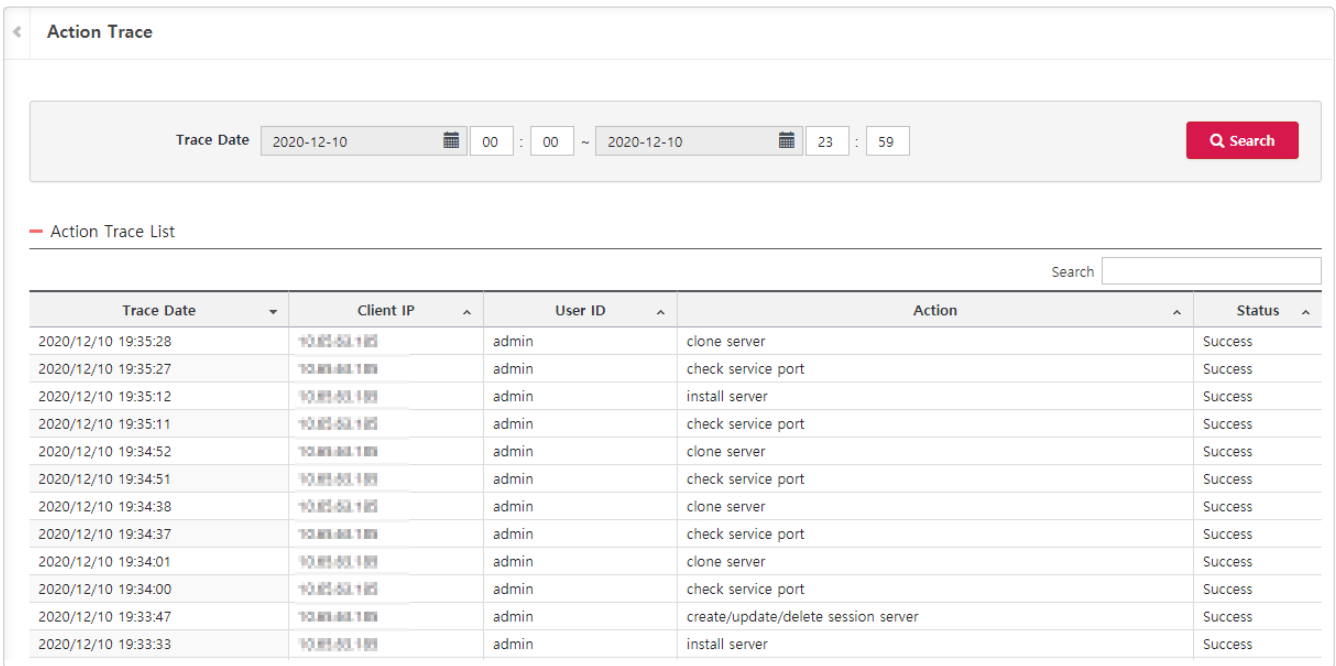 Action Trace
Trace Date 2020-12-10 00 : 00 ~ 2020-12-10 23 : 59 Search
Action Trace List
Search
Trace Date Client IP User ID Action Status
2020/12/10 19:35:28 admin clone server Success
2020/12/10 19:35:27 admin check service port Success
2020/12/10 19:35:12 admin install server Success
2020/12/10 19:35:11 admin check service port Success
2020/12/10 19:34:52 admin clone server Success
2020/12/10 19:34:51 admin check service port Success
2020/12/10 19:34:38 admin clone server Success
2020/12/10 19:34:37 admin check service port Success
2020/12/10 19:34:01 admin clone server Success
2020/12/10 19:34:00 admin check service port Success
2020/12/10 19:33:47 admin create/update/delete session server Success
2020/12/10 19:33:33 admin install server Success